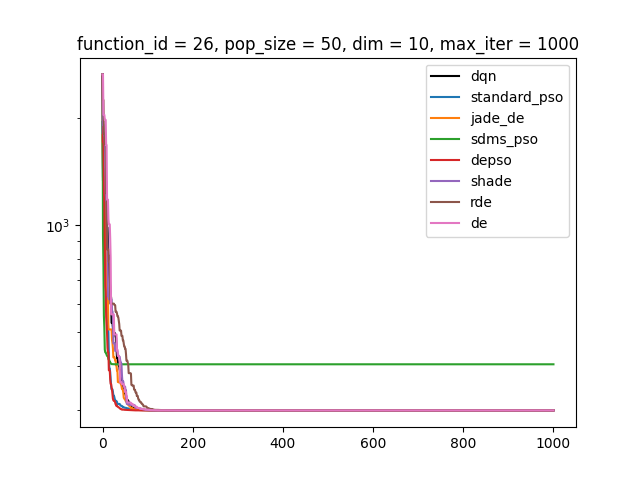 function_id = 26, pop_size = 50, dim = 10, max_iter = 1000
dqn
standard_pso
jade_de
sdms_pso
depso
shade
rde
de
10³
0 200 400 600 800 1000